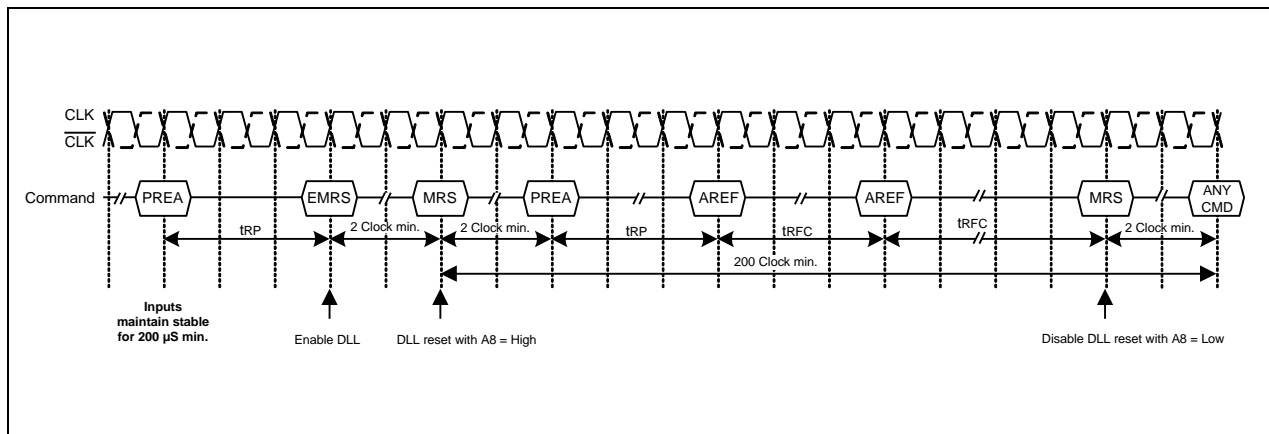 CLK
CLK
Command
PREA
EMRS
MRS
PREA
AREF
AREF
MRS
ANY
CMD
tRP
2 Clock min.
2 Clock min.
tRP
tRFC
tRFC
2 Clock min.
200 Clock min.
Inputs
maintain stable
for 200 µS min.
Enable DLL
DLL reset with A8 = High
Disable DLL reset with A8 = Low